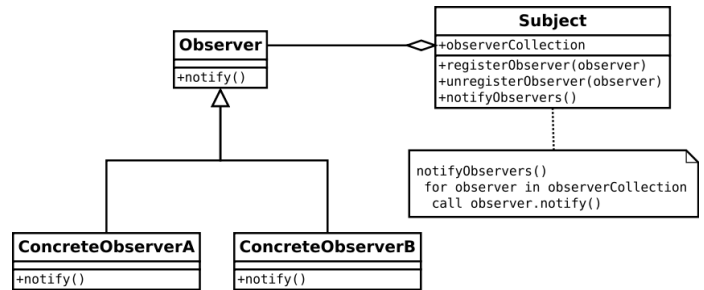 Subject
+observerCollection
+registerObserver(observer)
+unregisterObserver(observer)
+notifyObservers()
Observer
+notify()
notifyObservers()
for observer in observerCollection
call observer.notify()
ConcreteObserverA
+notify()
ConcreteObserverB
+notify()